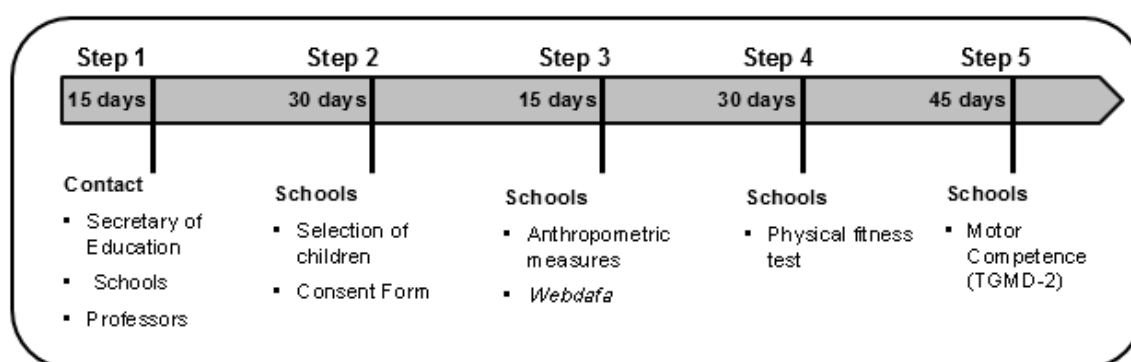 Step 1
Step 2
Step 3
Step 4
Step 5
15 days
30 days
15 days
30 days
45 days
Contact
▪ Secretary of
Education
▪ Schools
▪ Professors
Schools
▪ Selection of
children
▪ Consent Form
Schools
▪ Anthropometric
measures
▪ Webdafa
Schools
▪ Physical fitness
test
Schools
▪ Motor
Competence
(TGMD-2)